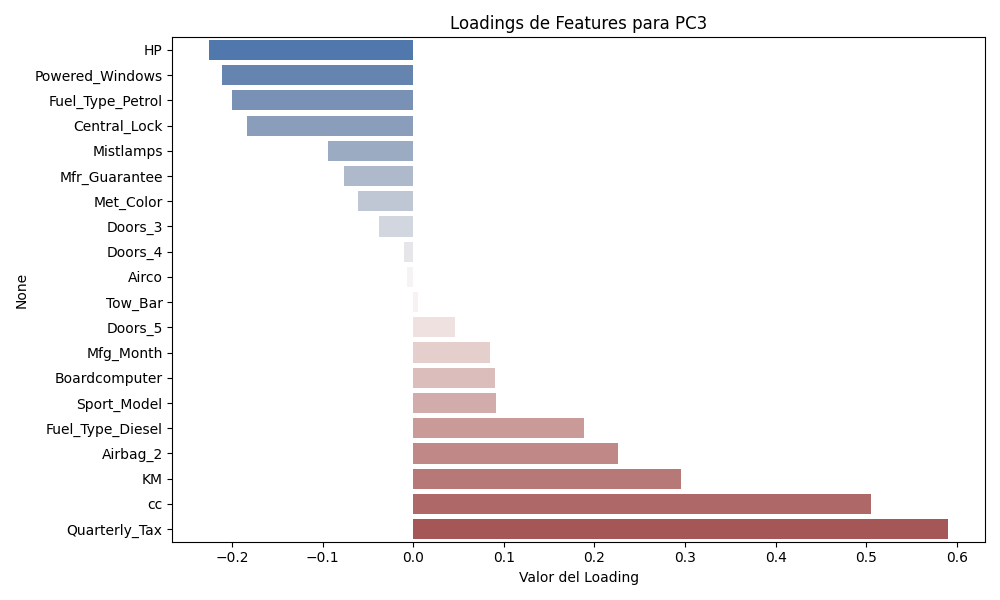 Loadings de Features para PC3
HP
Powered_Windows
Fuel_Type_Petrol
Central_Lock
Mistlamps
Mfr_Guarantee
Met_Color
Doors_3
Doors_4
Airco
Tow_Bar
Doors_5
Mfg_Month
Boardcomputer
Sport_Model
Fuel_Type_Diesel
Airbag_2
KM
cc
Quarterly_Tax
None
−0.2 −0.1 0.0 0.1 0.2 0.3 0.4 0.5 0.6
Valor del Loading